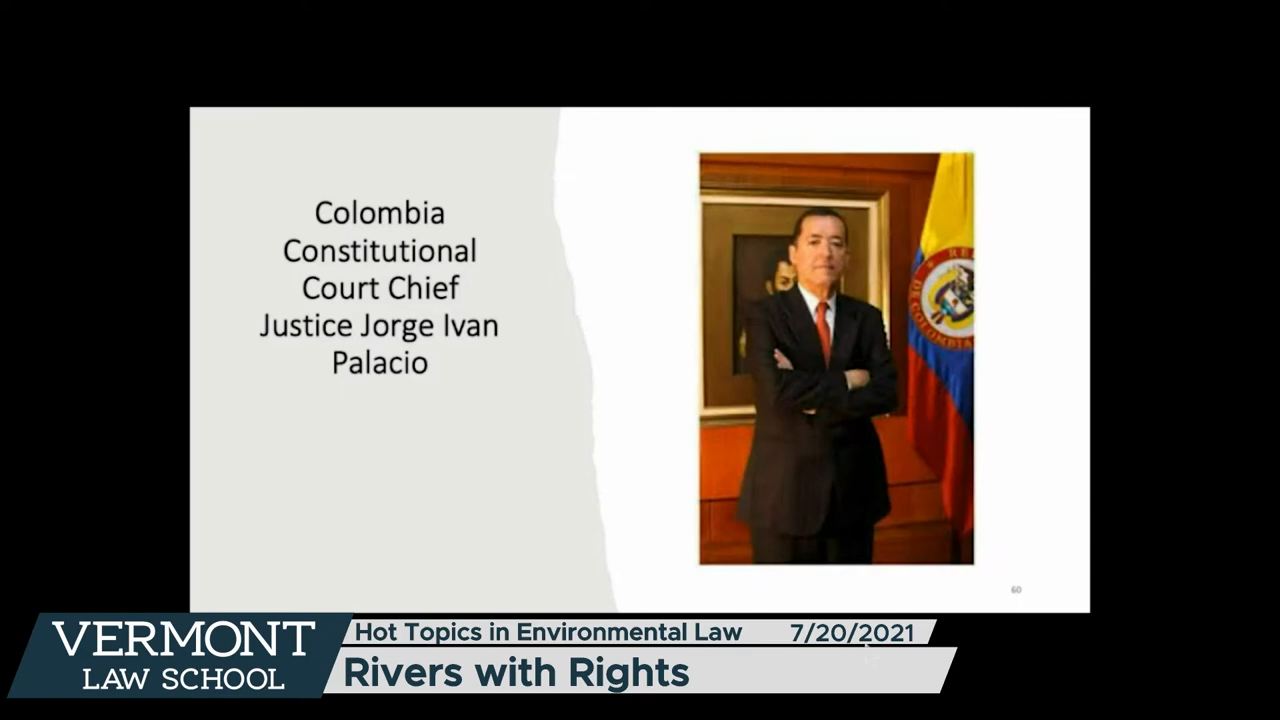 Colombia
Constitutional
Court Chief
Justice Jorge Ivan
Palacio
60
VERMONT
LAW SCHOOL
Hot Topics in Environmental Law
7/20/2021
Rivers with Rights